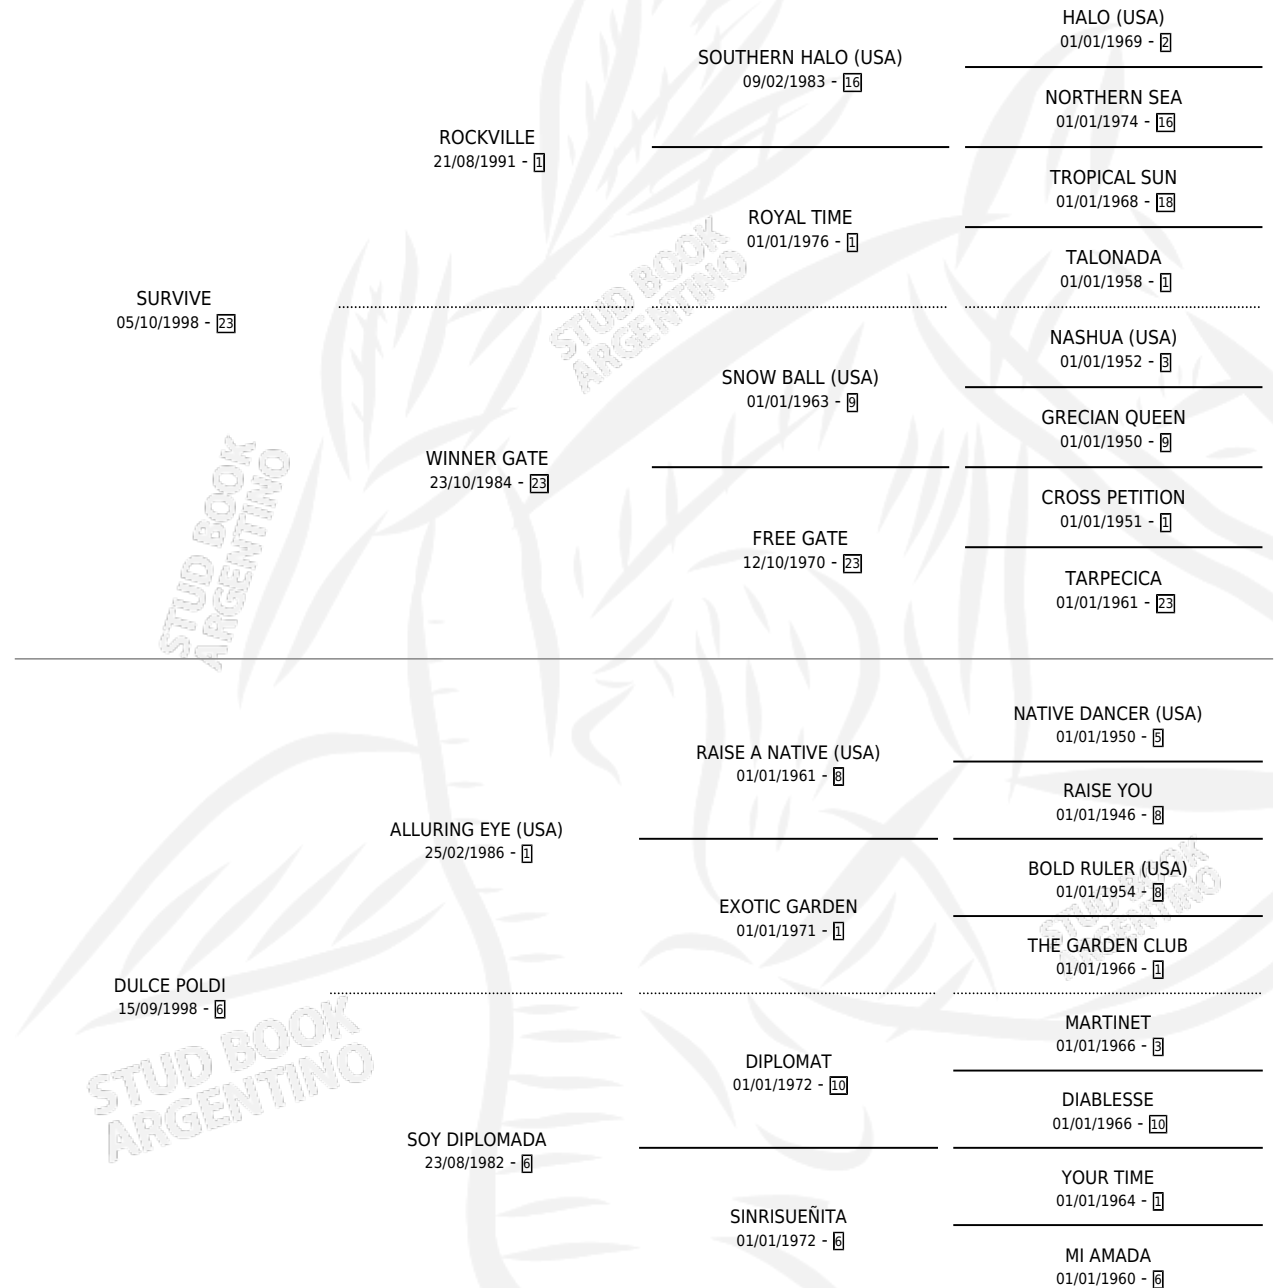 HALO (USA)
01/01/1969 - 2
SOUTHERN HALO (USA)
09/02/1983 - 16
NORTHERN SEA
01/01/1974 - 16
ROCKVILLE
21/08/1991 - 1
TROPICAL SUN
01/01/1968 - 18
ROYAL TIME
01/01/1976 - 1
TALONADA
01/01/1958 - 1
SURVIVE
05/10/1998 - 23
STUD BOOK
ARGENTINO
NASHUA (USA)
01/01/1952 - 3
SNOW BALL (USA)
01/01/1963 - 9
GRECIAN QUEEN
01/01/1950 - 9
WINNER GATE
23/10/1984 - 23
CROSS PETITION
01/01/1951 - 1
FREE GATE
12/10/1970 - 23
TARPECICA
01/01/1961 - 23
STUD BOOK
ARGENTINO
NATIVE DANCER (USA)
01/01/1950 - 5
RAISE A NATIVE (USA)
01/01/1961 - 8
RAISE YOU
01/01/1946 - 8
ALLURING EYE (USA)
25/02/1986 - 1
BOLD RULER (USA)
01/01/1954 - 8
EXOTIC GARDEN
01/01/1971 - 1
THE GARDEN CLUB
01/01/1966 - 1
STUD BOOK
ARGENTINO
DULCE POLDI
15/09/1998 - 6
STUD BOOK
ARGENTINO
MARTINET
01/01/1966 - 3
DIPLOMAT
01/01/1972 - 10
DIABLESSE
01/01/1966 - 10
SOY DIPLOMADA
23/08/1982 - 6
YOUR TIME
01/01/1964 - 1
SINRISUEÑITA
01/01/1972 - 6
MI AMADA
01/01/1960 - 6